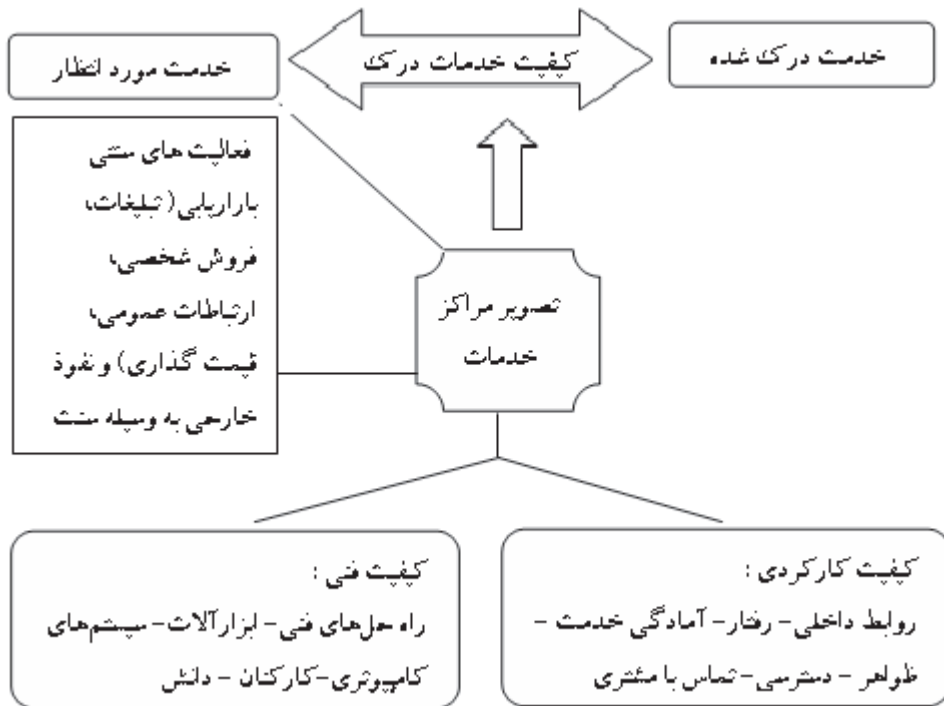 خدمت درک شده
کیفیت خدمات درک
خدمت مورد انتظار
فعالیت های سنتی
بازاریابی( تبلیغات،
فروش شخصی،
ارتباطات عمومی،
قیمت گذاری) و نفوذ
خارجی به وسیله سنت
تصویر مراکز
خدمات
کیفیت کارکردی :
روابط داخلی- رفتار- آمادگی خدمت -
ظواهر - دسترسی- تماس با مشتری
کیفیت فنی :
راه حل‌های فنی- ابزارآلات- سیستم‌های
کامپیوتری-کارکنان - دانش